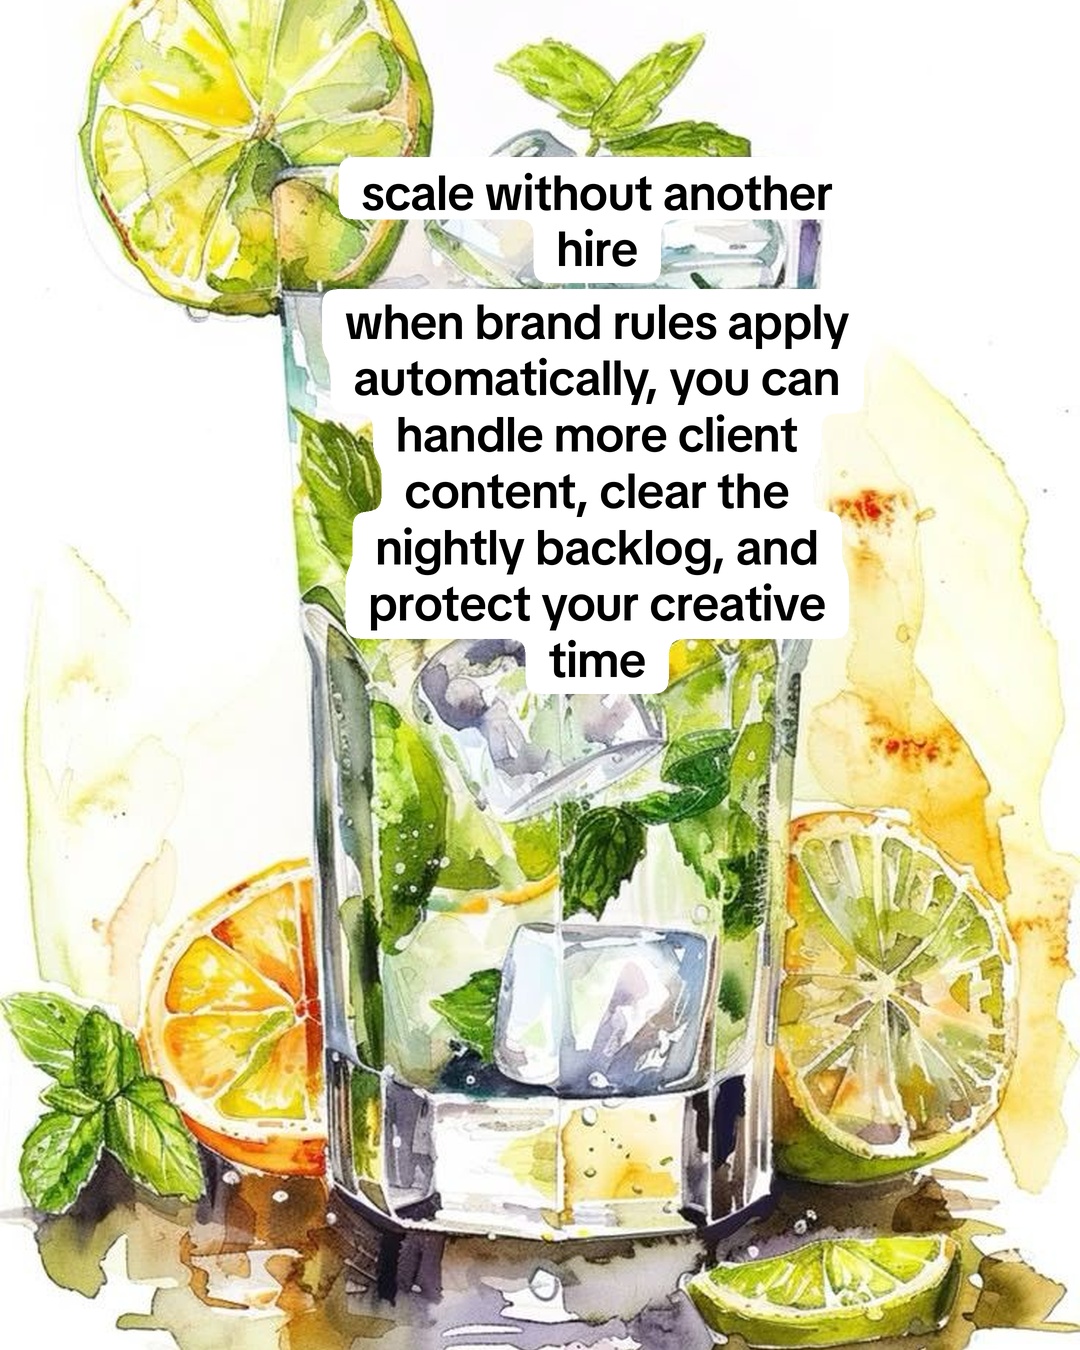 scale without another
hire
when brand rules apply
automatically, you can
handle more client
content, clear the
nightly backlog, and
protect your creative
time